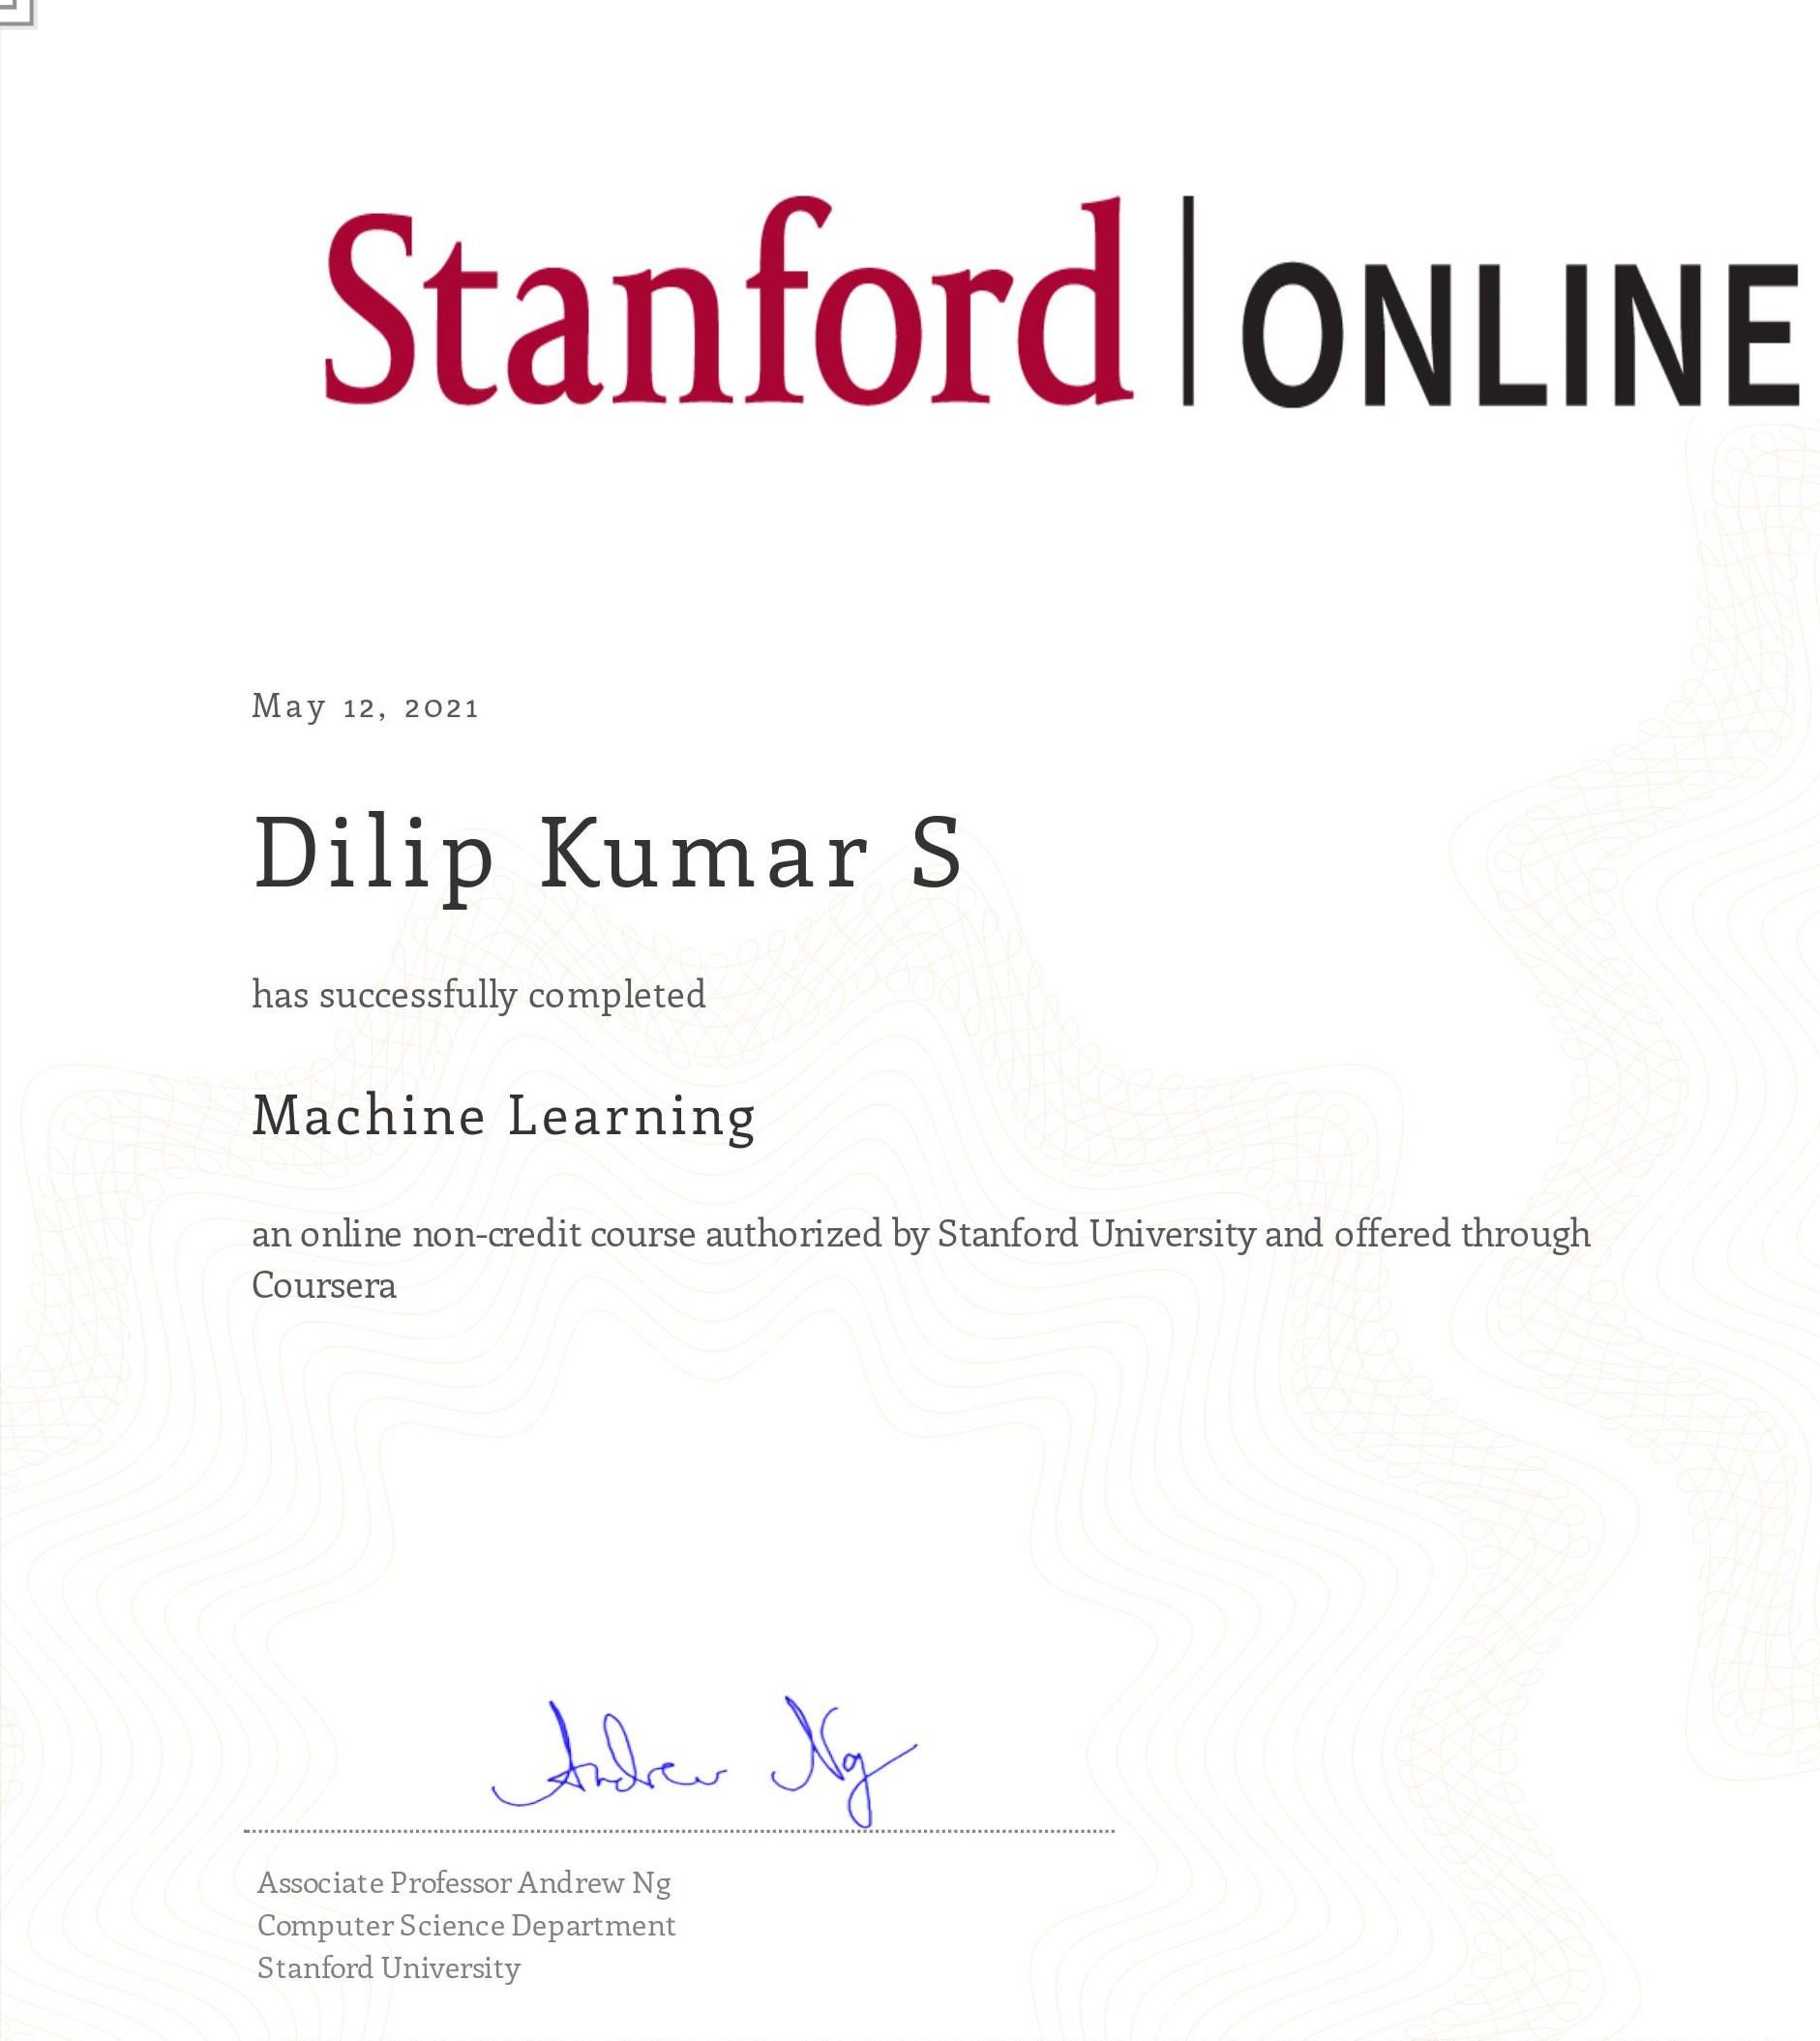 Stanford | ONLINE
May 12, 2021
Dilip Kumar S
has successfully completed
Machine Learning
an online non-credit course authorized by Stanford University and offered through
Coursera
Andrew Ng
Associate Professor Andrew Ng
Computer Science Department
Stanford University